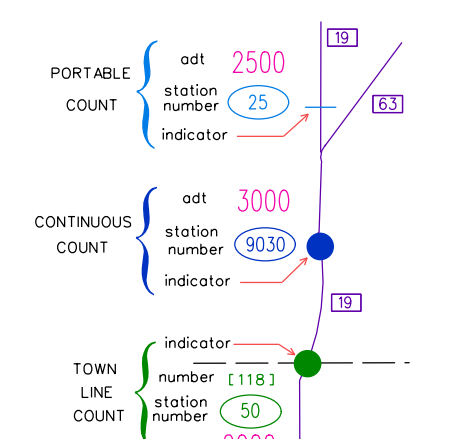 19
adt 2500
PORTABLE
COUNT
station
number 25
63
indicator
adt 3000
CONTINUOUS
COUNT
station
number 9030
indicator
19
indicator
TOWN
LINE
COUNT
number [118]
station
number 50